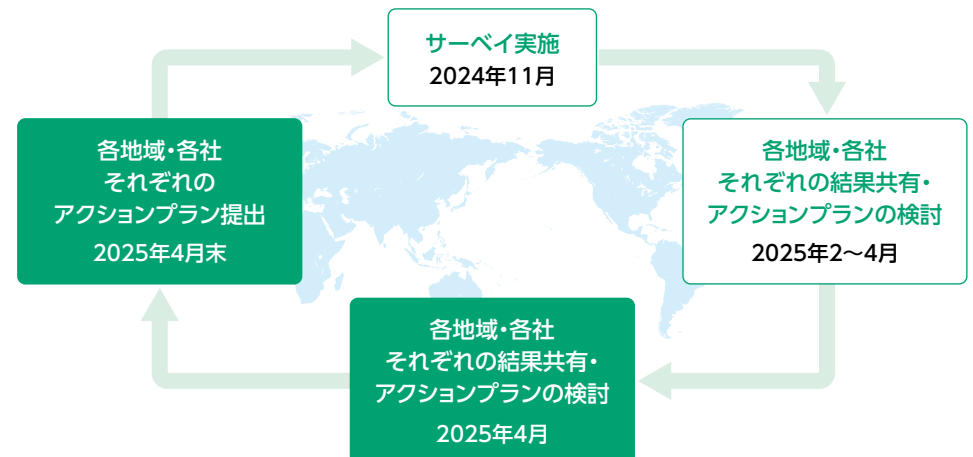 サーベイ実施
2024年11月
各地域・各社
それぞれの結果共有・
アクションプランの検討
2025年2〜4月
各地域・各社
それぞれの結果共有・
アクションプランの検討
2025年4月
各地域・各社
それぞれの
アクションプラン提出
2025年4月末